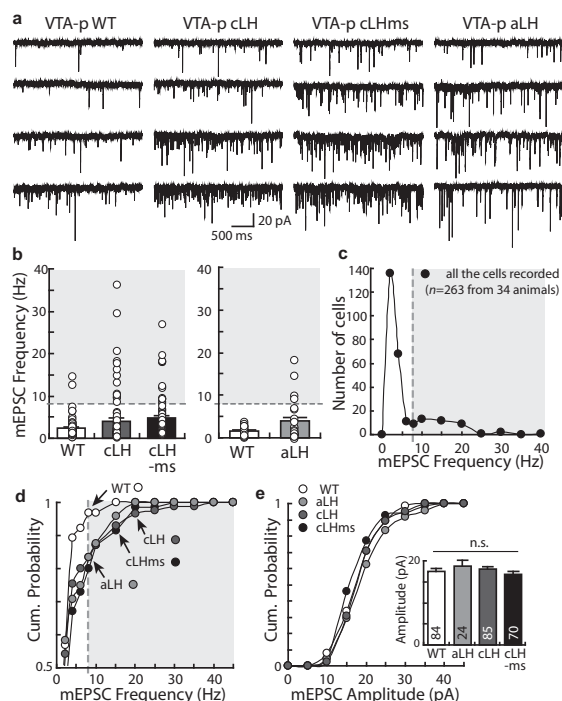 a
VTA-p WT VTA-p cLH VTA-p cLHms VTA-p aLH
20 pA
500 ms
b
mEPSC Frequency (Hz)
40
30
20
10
0
WT cLH cLH
-ms
40
30
20
10
0
WT aLH
c
all the cells recorded
(n=263 from 34 animals)
Number of cells
140
120
100
80
60
40
20
0
0 10 20 30 40
mEPSC Frequency (Hz)
d
Cum. Probability
1
0.5
WT
cLH
cLHms
aLH
0 10 20 30 40
mEPSC Frequency (Hz)
e
Cum. Probability
1
0
WT
aLH
cLH
cLHms
0 10 20 30 40
mEPSC Amplitude (pA)
n.s.
Amplitude (pA)
20
10
0
84 24 85 70
WT aLH cLH cLH
-ms